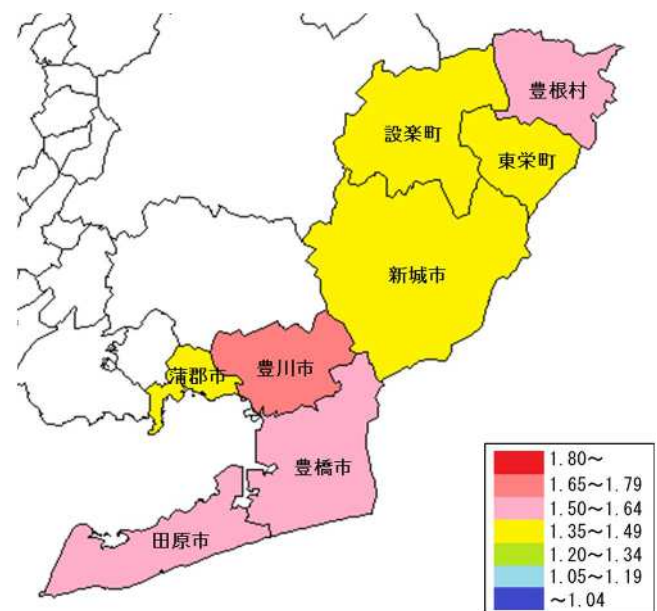 豊根村
設楽町
東栄町
新城市
蒲郡市
豊川市
豊橋市
田原市
1.80～
1.65～1.79
1.50～1.64
1.35～1.49
1.20～1.34
1.05～1.19
～1.04